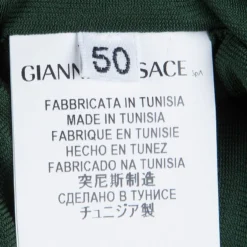 50
GIANN SACE
FABBRICATA IN TUNISIA
MADE IN TUNISIA
FABRIQUE EN TUNISIE
HECHO EN TUNEZ
FABRICADO NA TUNISIA
突尼斯制造
СДЕЛАНО В ТУНИСЕ
チュニジア製